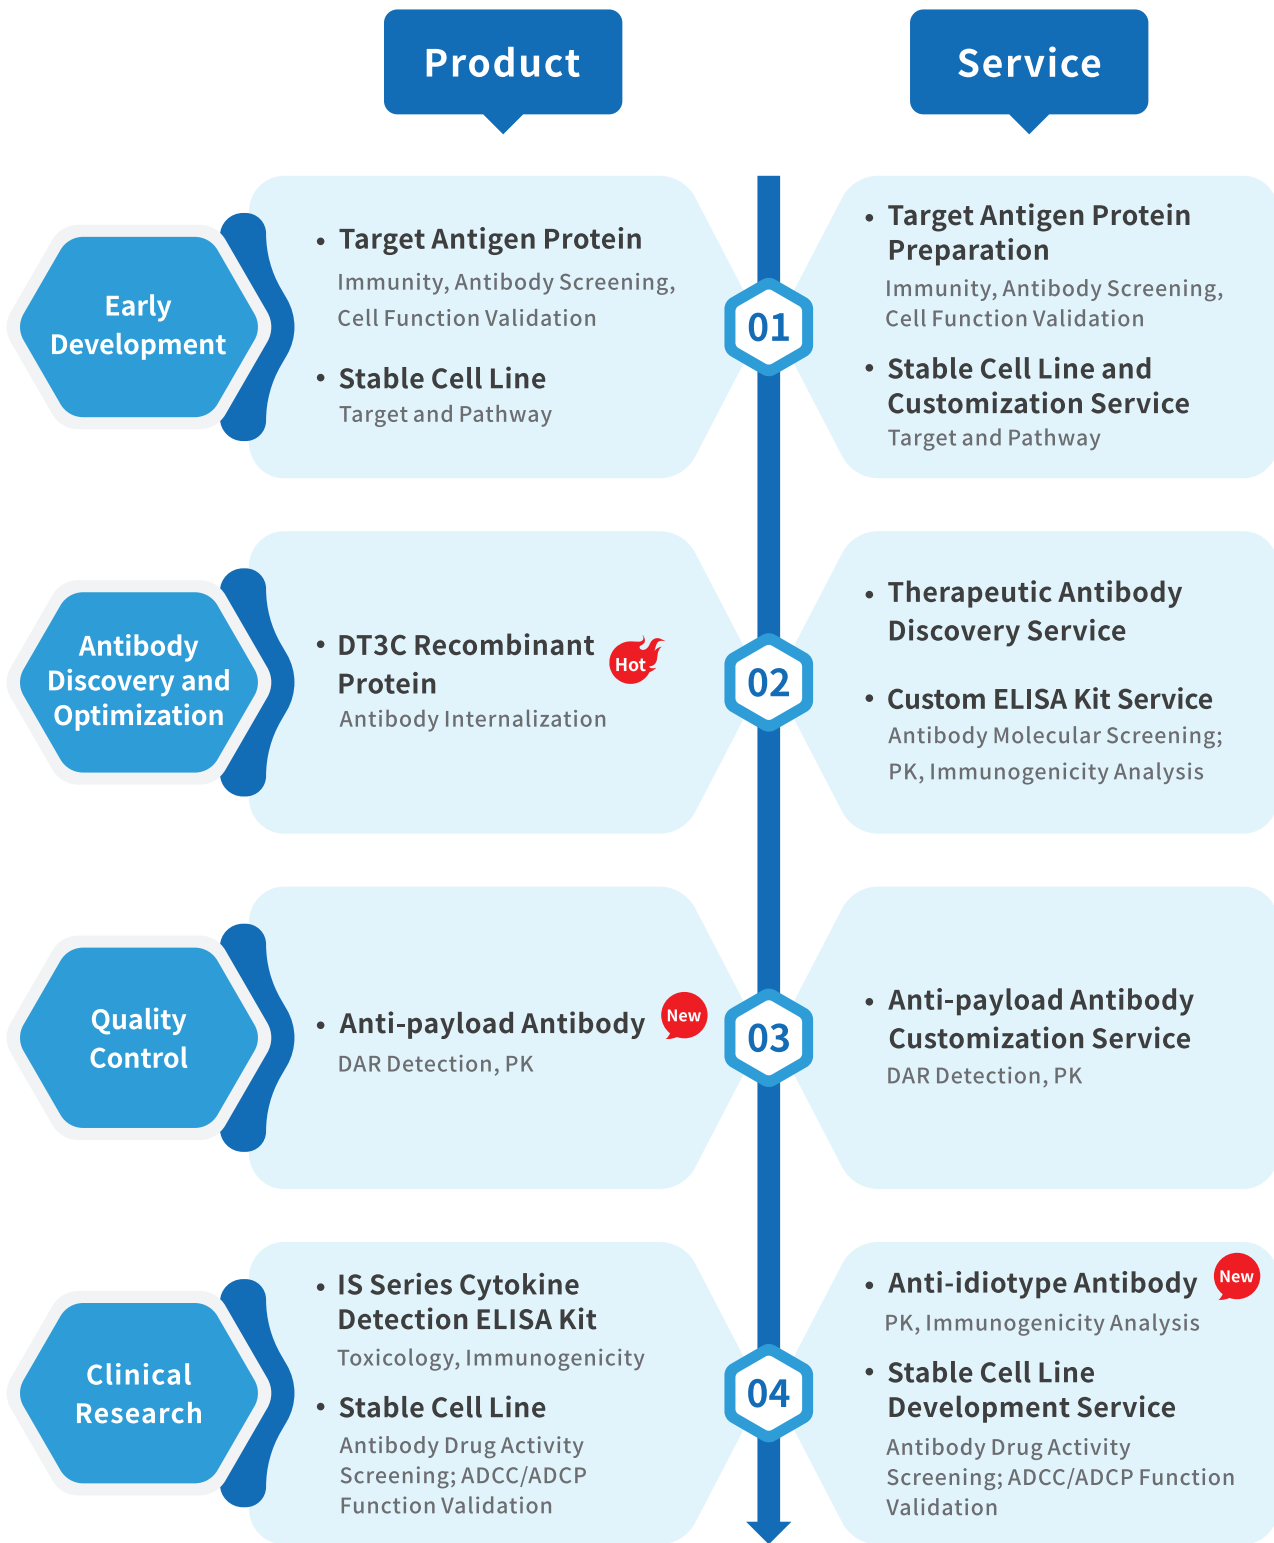 Product
Service
Early
Development
• Target Antigen Protein
Immunity, Antibody Screening,
Cell Function Validation
• Stable Cell Line
Target and Pathway
01
• Target Antigen Protein
Preparation
Immunity, Antibody Screening,
Cell Function Validation
• Stable Cell Line and
Customization Service
Target and Pathway
Antibody
Discovery and
Optimization
• DT3C Recombinant
Protein
Hot
Antibody Internalization
02
• Therapeutic Antibody
Discovery Service
• Custom ELISA Kit Service
Antibody Molecular Screening;
PK, Immunogenicity Analysis
Quality
Control
• Anti-payload Antibody
New
DAR Detection, PK
03
• Anti-payload Antibody
Customization Service
DAR Detection, PK
Clinical
Research
• IS Series Cytokine
Detection ELISA Kit
Toxicology, Immunogenicity
• Stable Cell Line
Antibody Drug Activity
Screening; ADCC/ADCP
Function Validation
04
• Anti-idiotype Antibody
New
PK, Immunogenicity Analysis
• Stable Cell Line
Development Service
Antibody Drug Activity
Screening; ADCC/ADCP Function
Validation